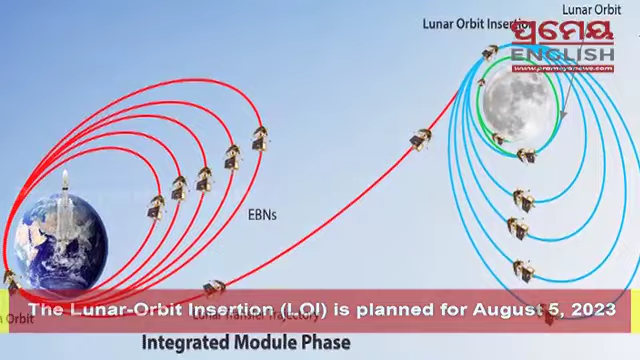 Lunar Orbit
Lunar Orbit Insertion
ପ୍ରମେୟ
ENGLISH
www.prameyanews.com
EBNs
The Lunar-Orbit Insertion (LOI) is planned for August 5, 2023
Orbit
Lunar Transfer Trajectory
Integrated Module Phase